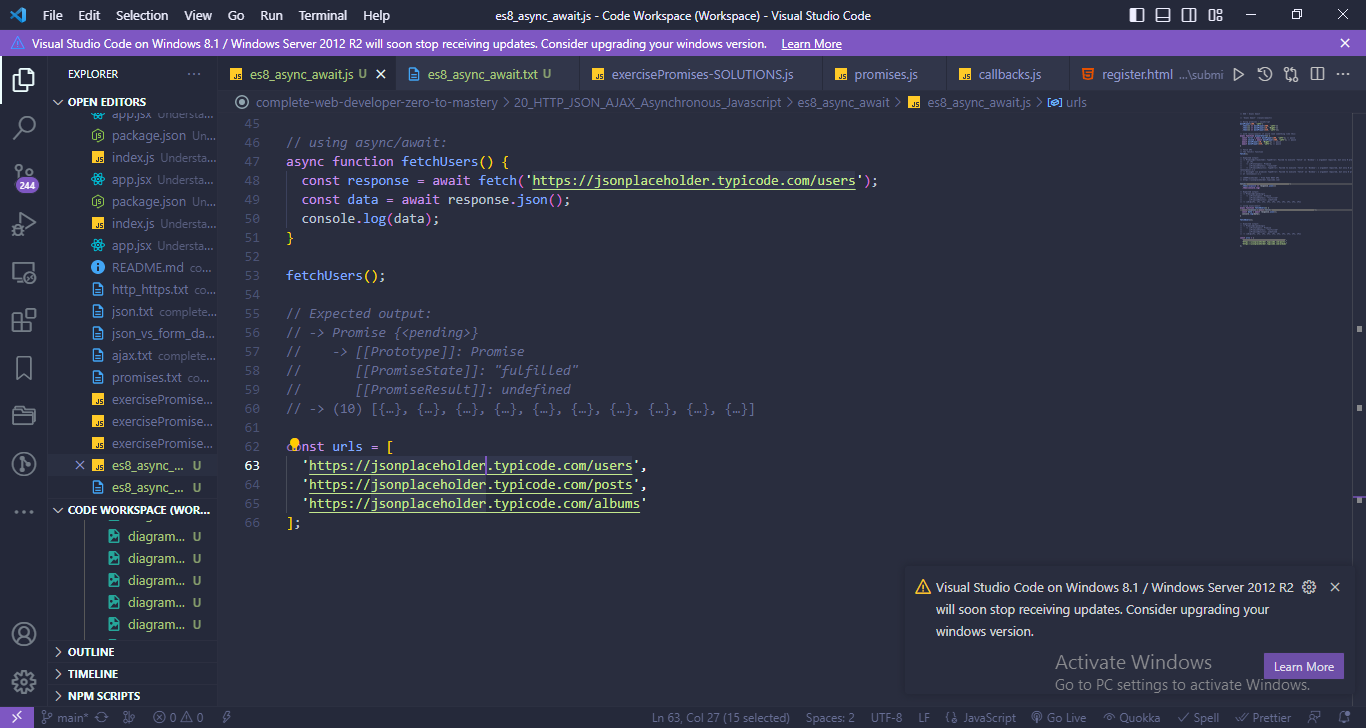 File Edit Selection View Go Run Terminal Help es8_async_await.js - Code Workspace (Workspace) - Visual Studio Code
Visual Studio Code on Windows 8.1 / Windows Server 2012 R2 will soon stop receiving updates. Consider upgrading your windows version. Learn More
EXPLORER
OPEN EDITORS
app.jsx Understa...
package.json Un...
index.js Understa...
app.jsx Understa...
package.json Un...
index.js Understa...
app.jsx Understa...
README.md co...
http_https.txt co...
json.txt complete...
json_vs_form_da...
ajax.txt complete...
promises.txt co...
exercisePromise...
exercisePromise...
exercisePromise...
es8_async_... U
es8_async_... U
CODE WORKSPACE (WOR...
diagram... U
diagram... U
diagram... U
diagram... U
diagram... U
OUTLINE
TIMELINE
NPM SCRIPTS
244
es8_async_await.js U es8_async_await.txt U exercisePromises-SOLUTIONS.js promises.js callbacks.js register.html ...\submi
complete-web-developer-zero-to-mastery > 20_HTTP_JSON_AJAX_Asynchronous_Javascript > es8_async_await > es8_async_await.js > urls
45
46 // using async/await:
47 async function fetchUsers() {
48 const response = await fetch('https://jsonplaceholder.typicode.com/users');
49 const data = await response.json();
50 console.log(data);
51 }
52
53 fetchUsers();
54
55 // Expected output:
56 // -> Promise {<pending>}
57 // -> [[Prototype]]: Promise
58 // [[PromiseState]]: "fulfilled"
59 // [[PromiseResult]]: undefined
60 // -> (10) [{…}, {…}, {…}, {…}, {…}, {…}, {…}, {…}, {…}, {…}]
61
62 const urls = [
63 'https://jsonplaceholder.typicode.com/users',
64 'https://jsonplaceholder.typicode.com/posts',
65 'https://jsonplaceholder.typicode.com/albums'
66 ];
Visual Studio Code on Windows 8.1 / Windows Server 2012 R2
will soon stop receiving updates. Consider upgrading your
windows version.
Learn More
Activate Windows
Go to PC settings to activate Windows.
main* 0 0 Ln 63, Col 27 (15 selected) Spaces: 2 UTF-8 LF {} JavaScript Go Live Quokka Spell Prettier